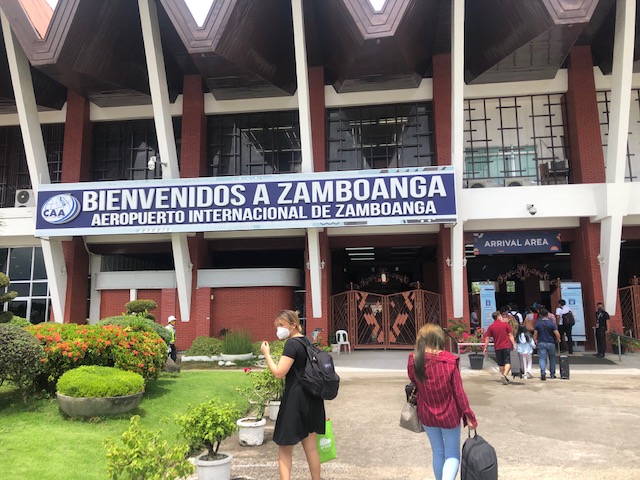 BIENVENIDOS A ZAMBOANGA
CAA
AEROPUERTO INTERNACIONAL DE ZAMBOANGA
ARRIVAL AREA